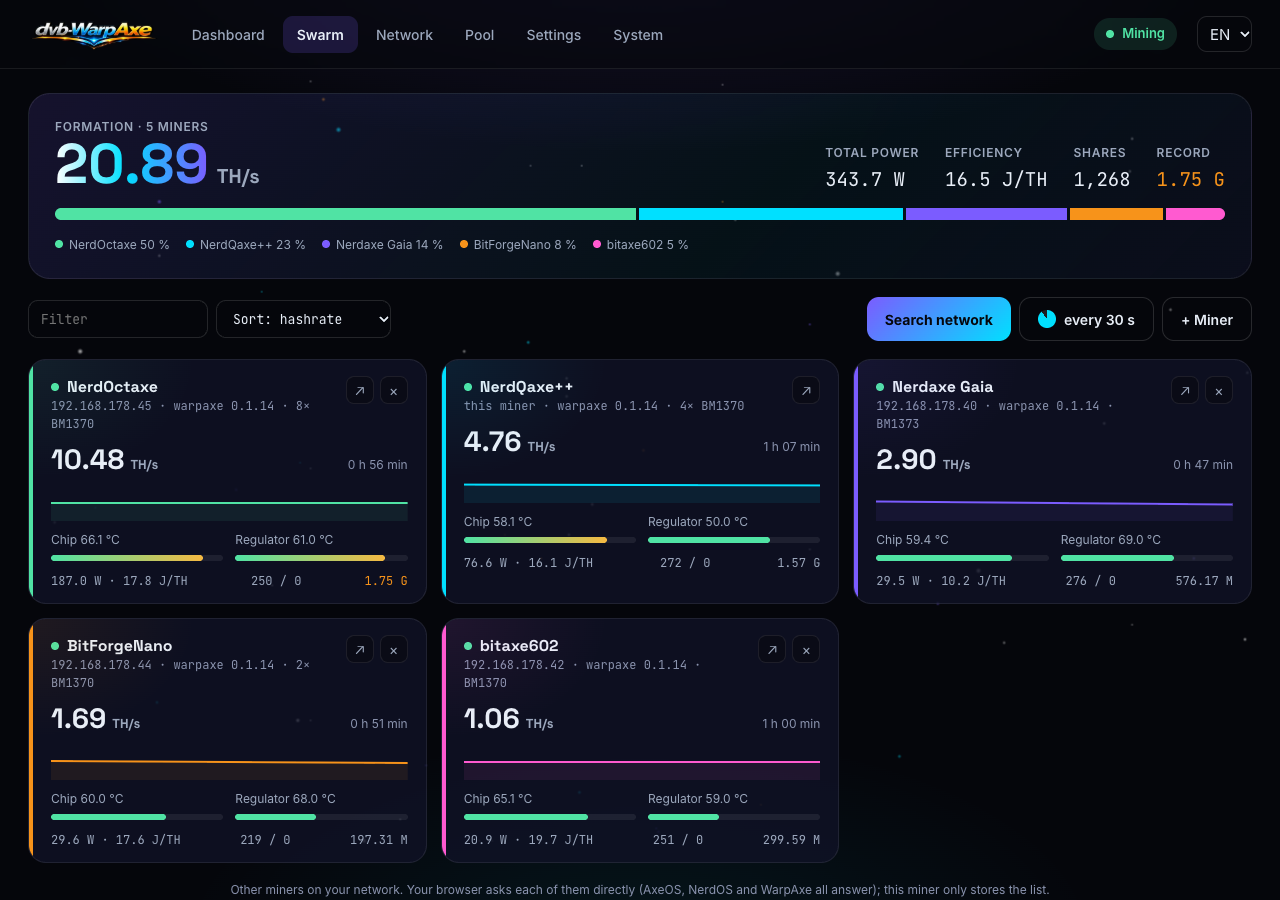 dvb-WarpAxe
Dashboard
Swarm
Network
Pool
Settings
System
Mining
EN
FORMATION · 5 MINERS
20.89 TH/s
TOTAL POWER
343.7 W
EFFICIENCY
16.5 J/TH
SHARES
1,268
RECORD
1.75 G
NerdOctaxe 50 %
NerdQaxe++ 23 %
Nerdaxe Gaia 14 %
BitForgeNano 8 %
bitaxe602 5 %
Filter
Sort: hashrate
Search network
every 30 s
+ Miner
NerdOctaxe
↗
×
192.168.178.45 · warpaxe 0.1.14 · 8×
BM1370
10.48 TH/s
0 h 56 min
Chip 66.1 °C
Regulator 61.0 °C
187.0 W · 17.8 J/TH
250 / 0
1.75 G
NerdQaxe++
↗
this miner · warpaxe 0.1.14 · 4× BM1370
4.76 TH/s
1 h 07 min
Chip 58.1 °C
Regulator 50.0 °C
76.6 W · 16.1 J/TH
272 / 0
1.57 G
Nerdaxe Gaia
↗
×
192.168.178.40 · warpaxe 0.1.14 ·
BM1373
2.90 TH/s
0 h 47 min
Chip 59.4 °C
Regulator 69.0 °C
29.5 W · 10.2 J/TH
276 / 0
576.17 M
BitForgeNano
↗
×
192.168.178.44 · warpaxe 0.1.14 · 2×
BM1370
1.69 TH/s
0 h 51 min
Chip 60.0 °C
Regulator 68.0 °C
29.6 W · 17.6 J/TH
219 / 0
197.31 M
bitaxe602
↗
×
192.168.178.42 · warpaxe 0.1.14 ·
BM1370
1.06 TH/s
1 h 00 min
Chip 65.1 °C
Regulator 59.0 °C
20.9 W · 19.7 J/TH
251 / 0
299.59 M
Other miners on your network. Your browser asks each of them directly (AxeOS, NerdOS and WarpAxe all answer); this miner only stores the list.